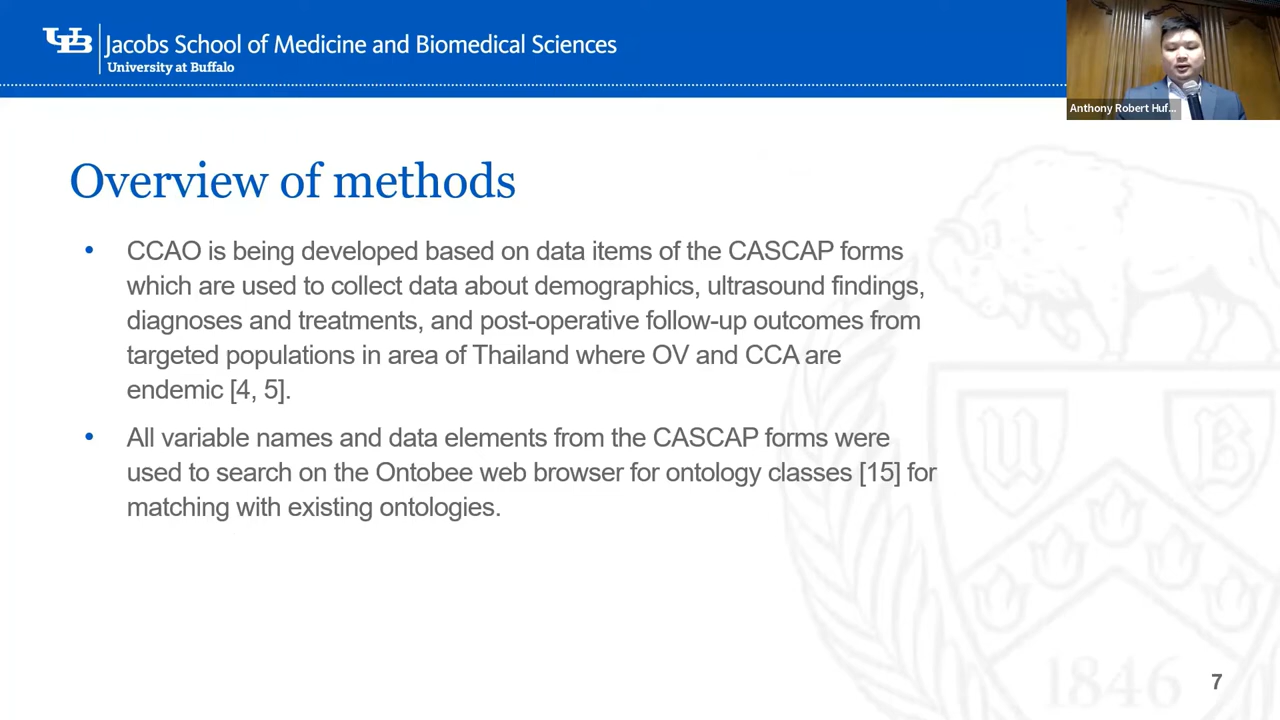 UB
Jacobs School of Medicine and Biomedical Sciences
University at Buffalo
Anthony Robert Huf...
Overview of methods
• CCAO is being developed based on data items of the CASCAP forms
which are used to collect data about demographics, ultrasound findings,
diagnoses and treatments, and post-operative follow-up outcomes from
targeted populations in area of Thailand where OV and CCA are
endemic [4, 5].
• All variable names and data elements from the CASCAP forms were
used to search on the Ontobee web browser for ontology classes [15] for
matching with existing ontologies.
U B
1846
7